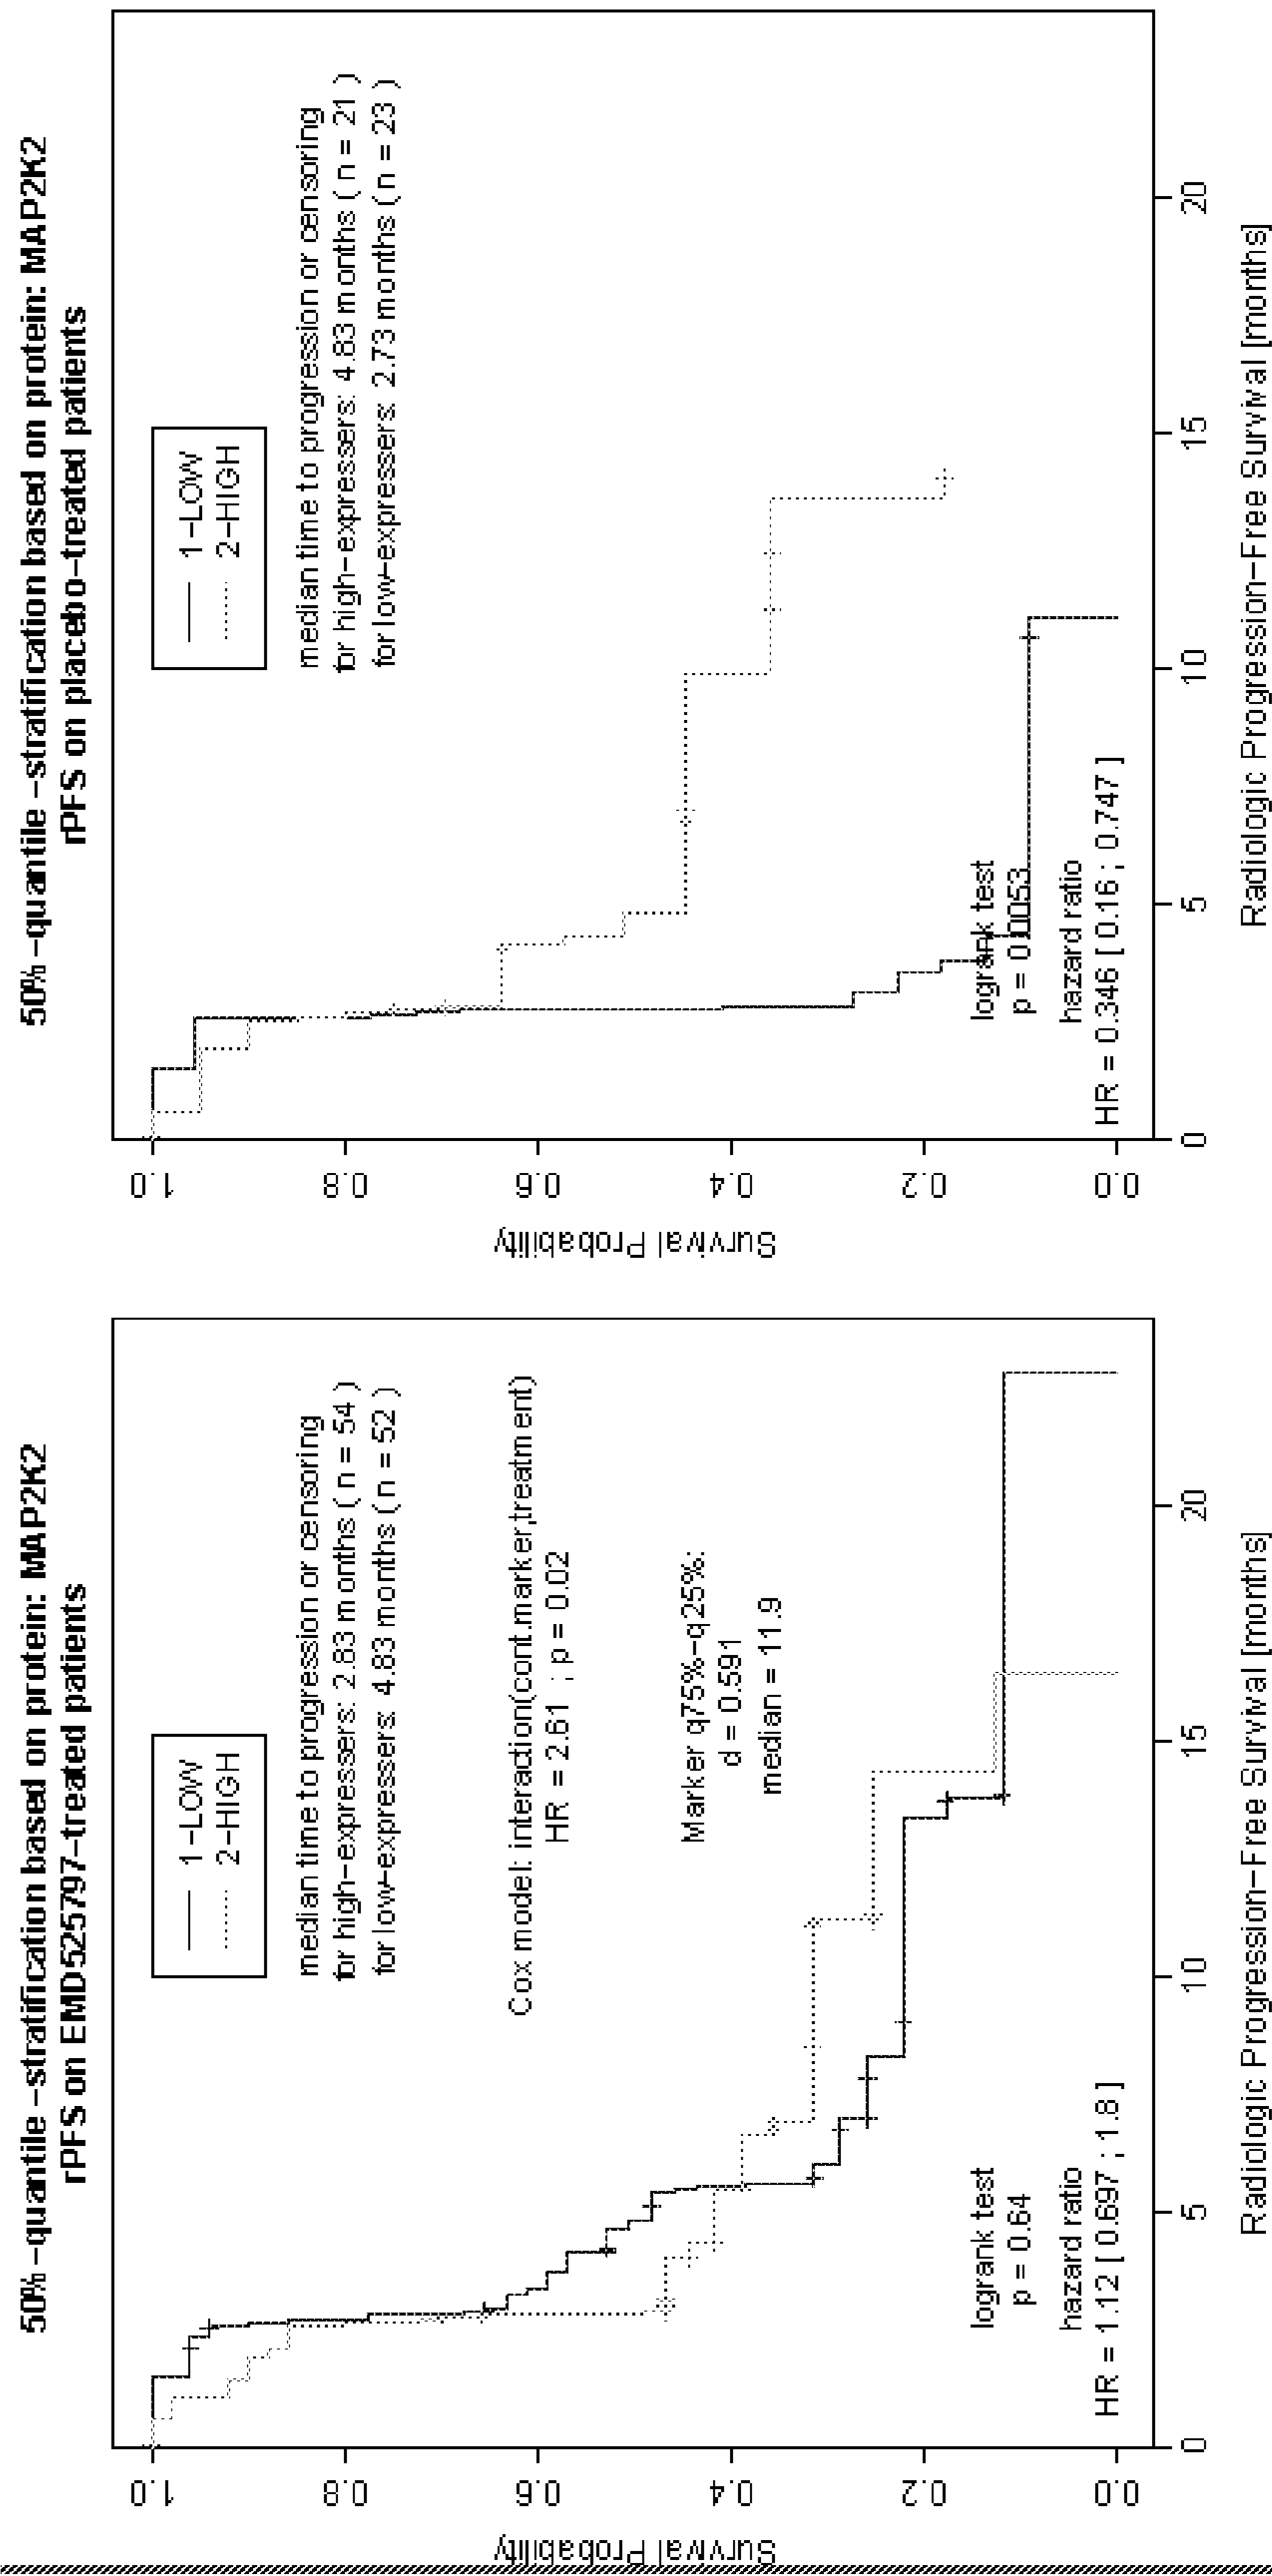 50% -quantile -stratification based on protein: MAP2K2
rPFS on EMD525797-treated patients
1-LOW
2-HIGH
median time to progression or censoring
for high-expressers: 2.83 months ( n = 54 )
for low-expressers: 4.83 months ( n = 52 )
Cox model: interaction(cont.marker,treatment)
HR = 2.61 ; p = 0.02
Marker q75%-q25%:
d = 0.591
median = 11.9
logrank test
p = 0.64
hazard ratio
HR = 1.12 [ 0.697 ; 1.8 ]
Survival Probability
1.0
0.8
0.6
0.4
0.2
0.0
0
5
10
15
20
Radiologic Progression-Free Survival [months]
50% -quantile -stratification based on protein: MAP2K2
rPFS on placebo-treated patients
1-LOW
2-HIGH
median time to progression or censoring
for high-expressers: 4.83 months ( n = 21 )
for low-expressers: 2.73 months ( n = 23 )
logrank test
p = 0.0053
hazard ratio
HR = 0.346 [ 0.16 ; 0.747 ]
Survival Probability
1.0
0.8
0.6
0.4
0.2
0.0
0
5
10
15
20
Radiologic Progression-Free Survival [months]